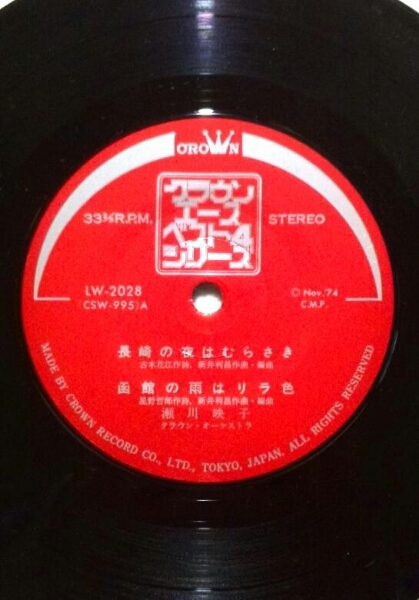 CROWN
クラウン
エース
ベスト4
シリーズ
33⅓R.P.M.
STEREO
LW-2028
(CSW-995)A
Ⓒ Nov.'74
C.M.P.
長崎の夜はむらさき
古木花江作詩、新井利昌作曲・編曲
函館の雨はリラ色
星野哲郎作詩、新井利昌作曲・編曲
瀬川映子
クラウン・オーケストラ
MADE BY CROWN RECORD CO., LTD., TOKYO, JAPAN. ALL RIGHTS RESERVED